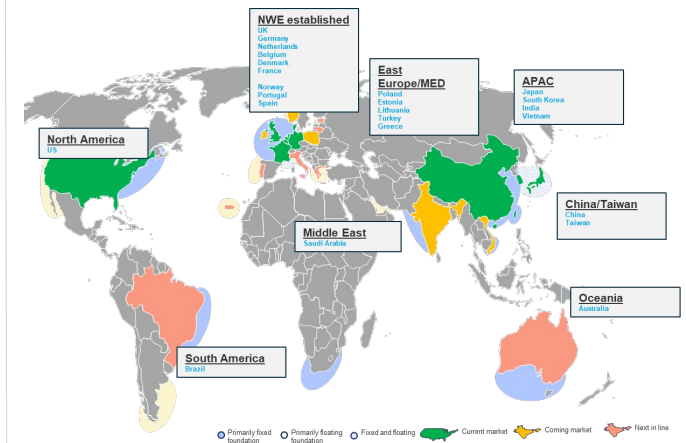 NWE established
UK
Germany
Netherlands
Belgium
Denmark
France
Norway
Portugal
Spain
East
Europe/MED
Poland
Estonia
Lithuania
Turkey
Greece
APAC
Japan
South Korea
India
Vietnam
North America
US
China/Taiwan
China
Taiwan
Middle East
Saudi Arabia
Oceania
Australia
South America
Brazil
Primarily fixed
foundation
Primarily floating
foundation
Fixed and floating
Current market
Coming market
Next in line